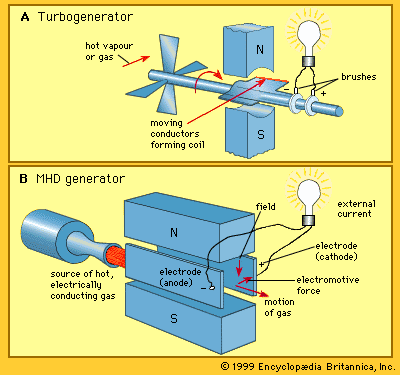 A Turbogenerator
hot vapour
or gas
N
brushes
– +
moving
conductors
forming coil
S
B MHD generator
field
external
current
N
electrode
(cathode)
+
source of hot,
electrically
conducting gas
electrode
(anode)
–
electromotive
force
motion
of gas
S
© 1999 Encyclopædia Britannica, Inc.